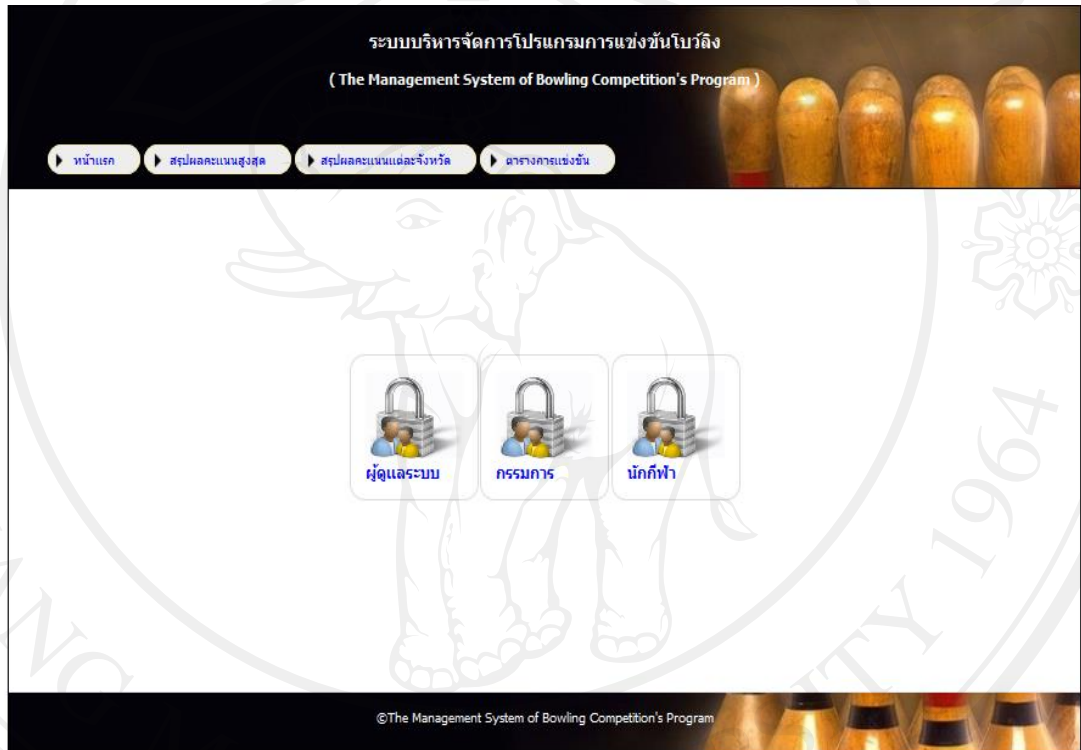 ระบบบริหารจัดการโปรแกรมการแข่งขันโบว์ลิง
( The Management System of Bowling Competition's Program )
หน้าแรก สรุปผลคะแนนสูงสุด สรุปผลคะแนนแต่ละจังหวัด ตารางการแข่งขัน
ผู้ดูแลระบบ กรรมการ นักกีฬา
©The Management System of Bowling Competition's Program
ANG
ITY 1964